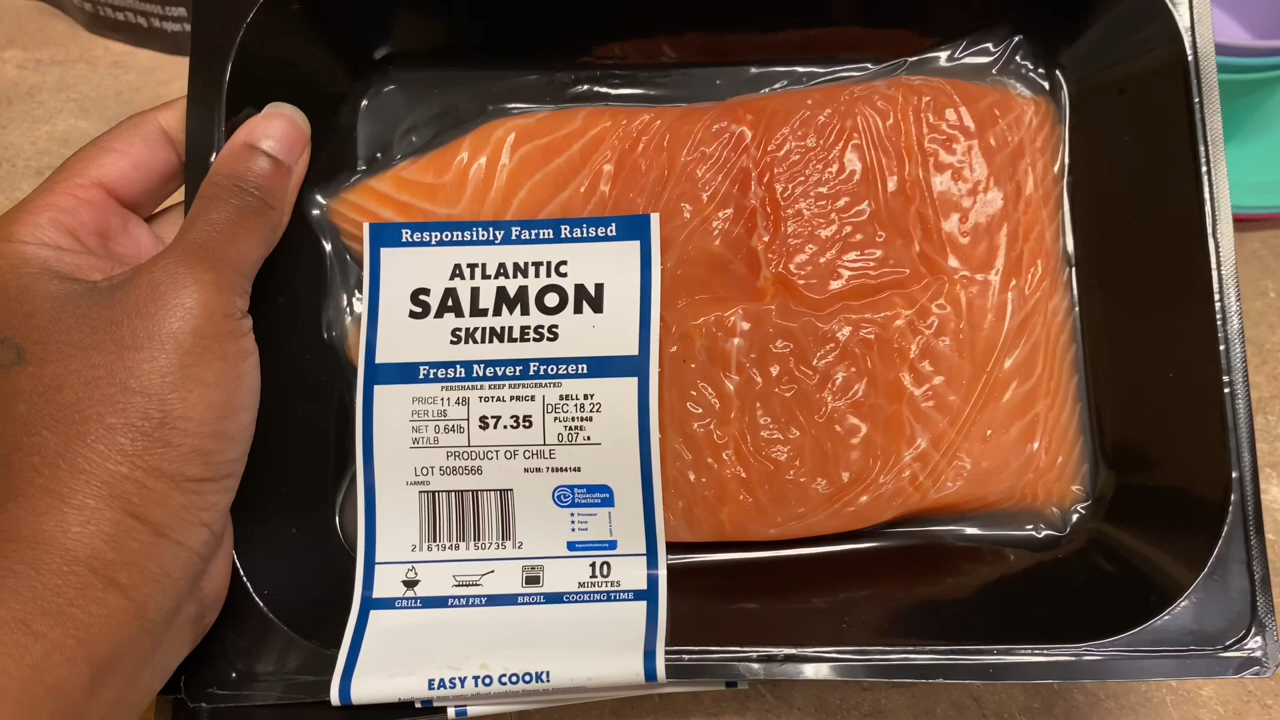 Responsibly Farm Raised
ATLANTIC
SALMON
SKINLESS
Fresh Never Frozen
PERISHABLE: KEEP REFRIGERATED
PRICE 11.48
PER LB$.
TOTAL PRICE
$7.35
SELL BY
DEC.18.22
PLU:61948
TARE:
0.07 LB
NET 0.64lb
WT/LB
PRODUCT OF CHILE
LOT 5080566
NUM: 75964148
FARMED
Best
Aquaculture
Practices
Processor
Farm
Feed
2 61948 50735 2
GRILL
PAN FRY
BROIL
10
MINUTES
COOKING TIME
EASY TO COOK!